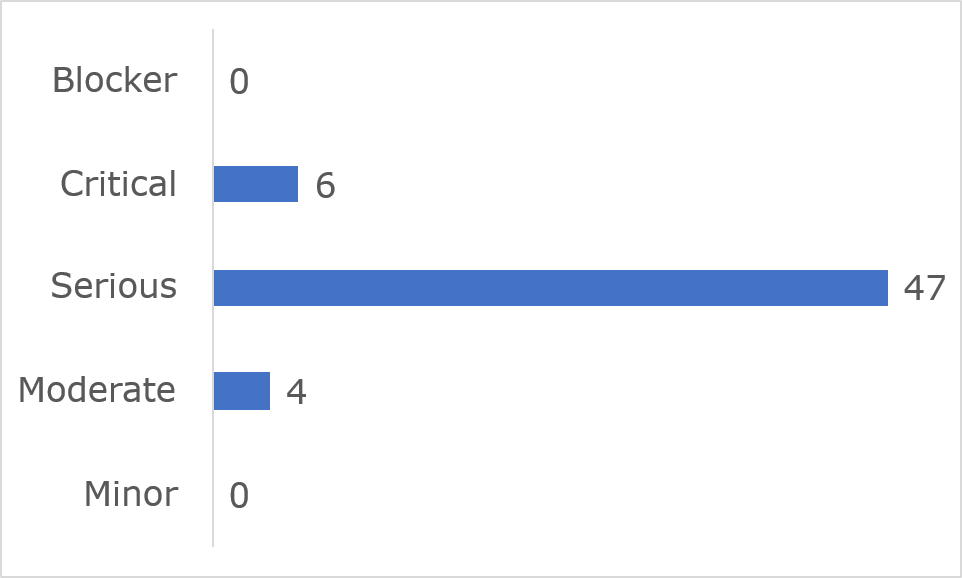 Blocker 0
Critical 6
Serious 47
Moderate 4
Minor 0